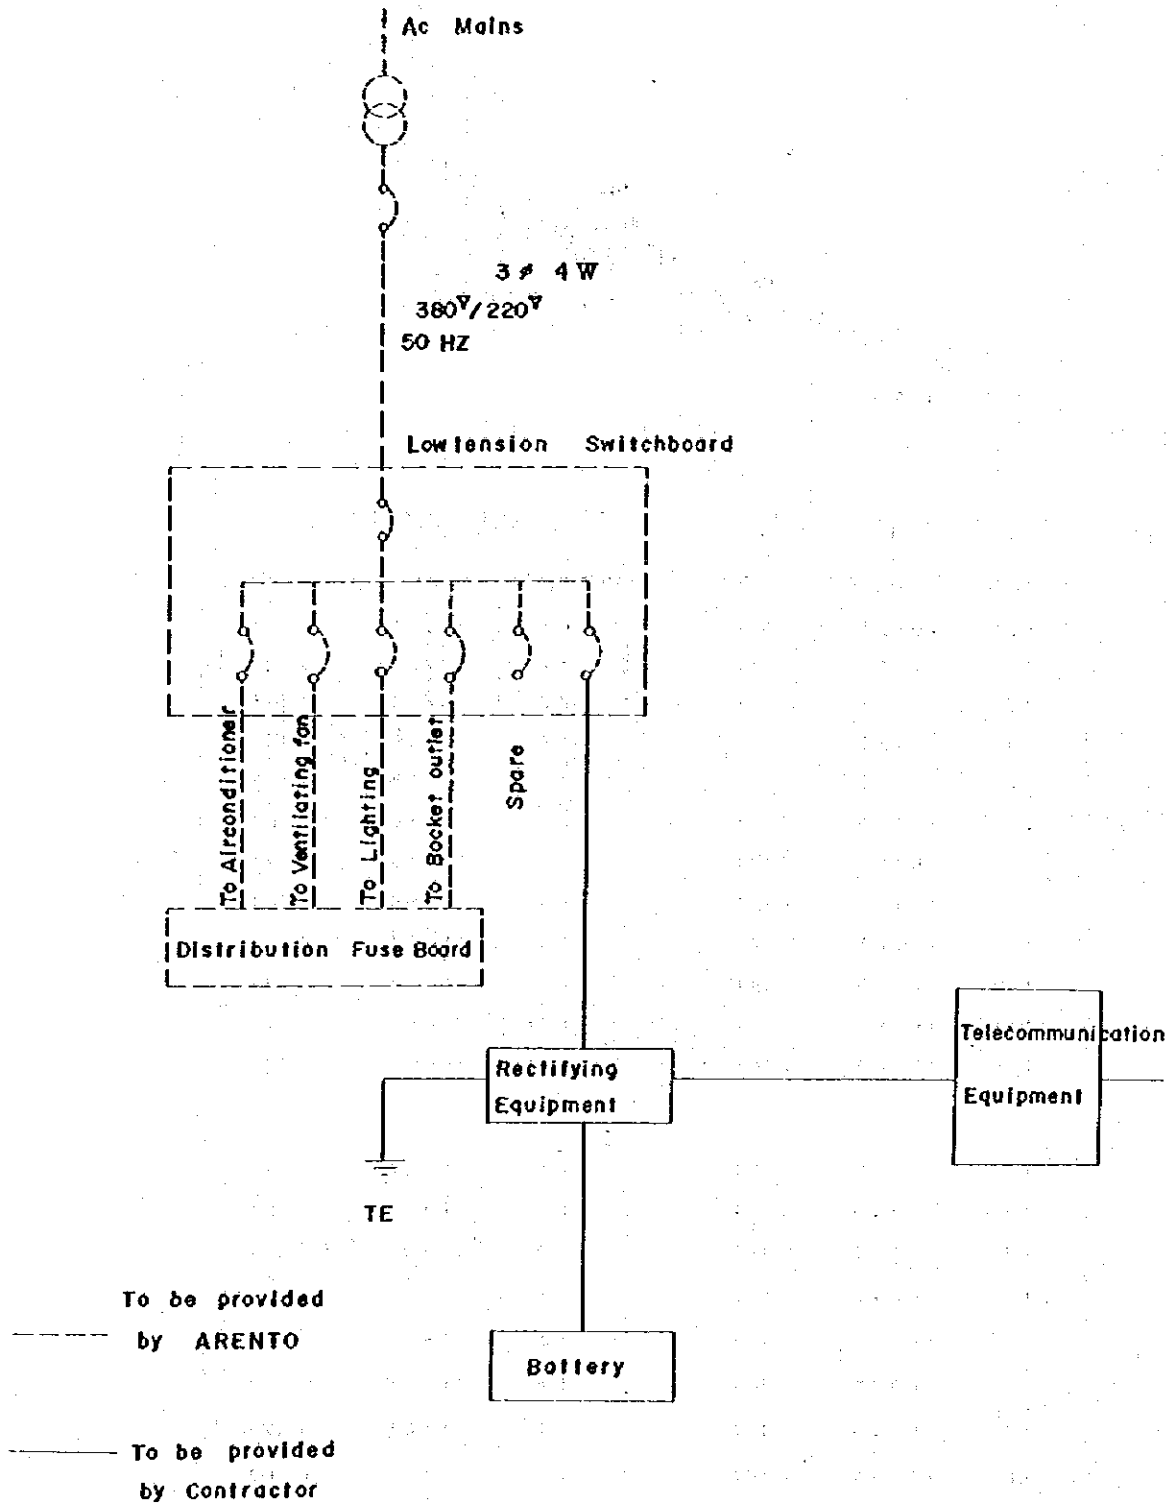 Ac Mains
3 ø 4 W
380V/220V
50 HZ
Lowtension Switchboard
To Airconditioner
To Ventilating fan
To Lighting
To Bocket outlet
Spare
Distribution Fuse Board
Rectifying
Equipment
Telecommunication
Equipment
TE
Battery
To be provided
by ARENTO
To be provided
by Contractor